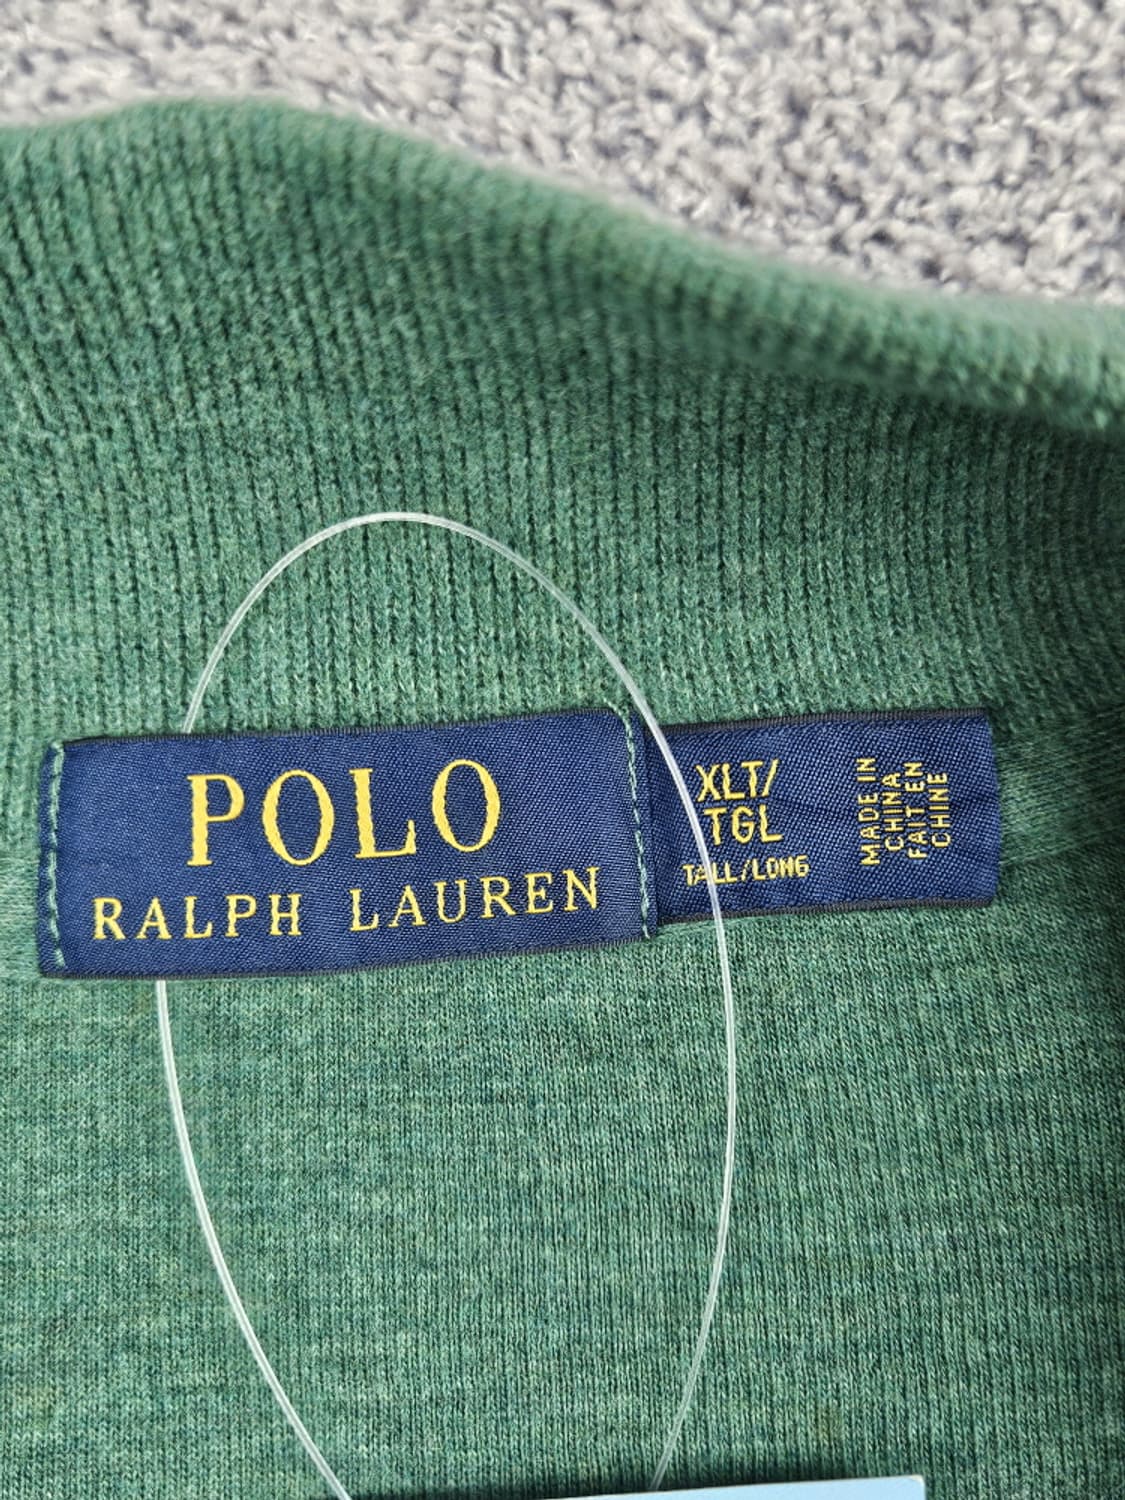 POLO
RALPH LAUREN
XLT/
TGL
TALL/LONG
MADE IN
CHINA
FAIT EN
CHINE